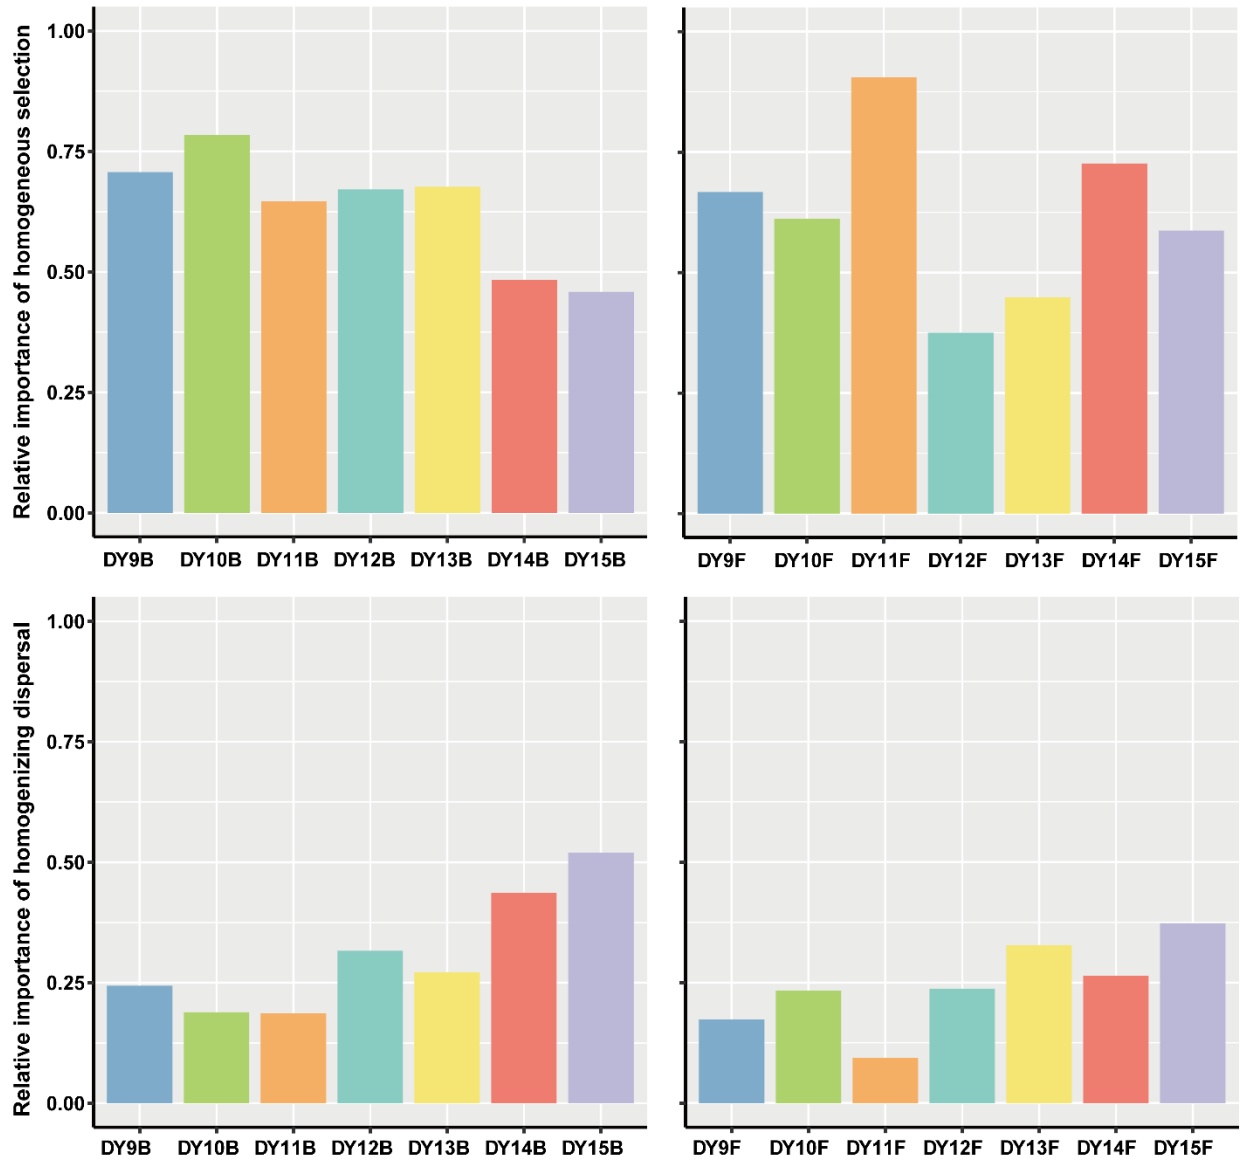 Relative importance of homogeneous selection
1.00
0.75
0.50
0.25
0.00
DY9B DY10B DY11B DY12B DY13B DY14B DY15B
DY9F DY10F DY11F DY12F DY13F DY14F DY15F
Relative importance of homogenizing dispersal
1.00
0.75
0.50
0.25
0.00
DY9B DY10B DY11B DY12B DY13B DY14B DY15B
DY9F DY10F DY11F DY12F DY13F DY14F DY15F